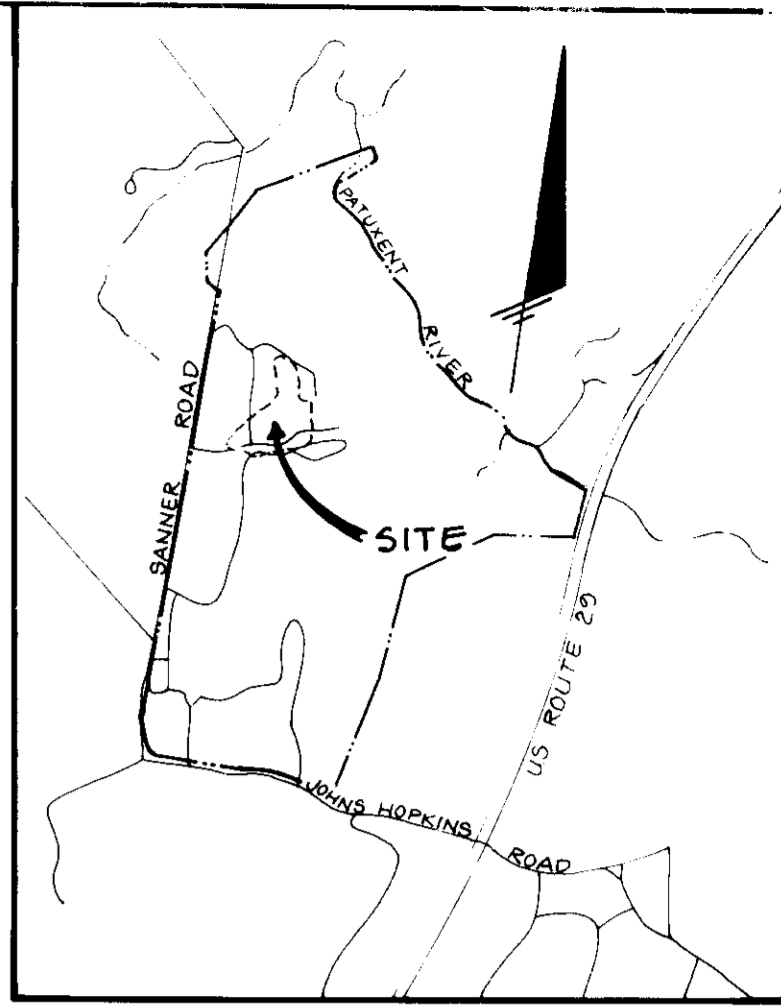 PATUXENT
RIVER
SANNER ROAD
SITE
US ROUTE 29
JOHNS HOPKINS
ROAD